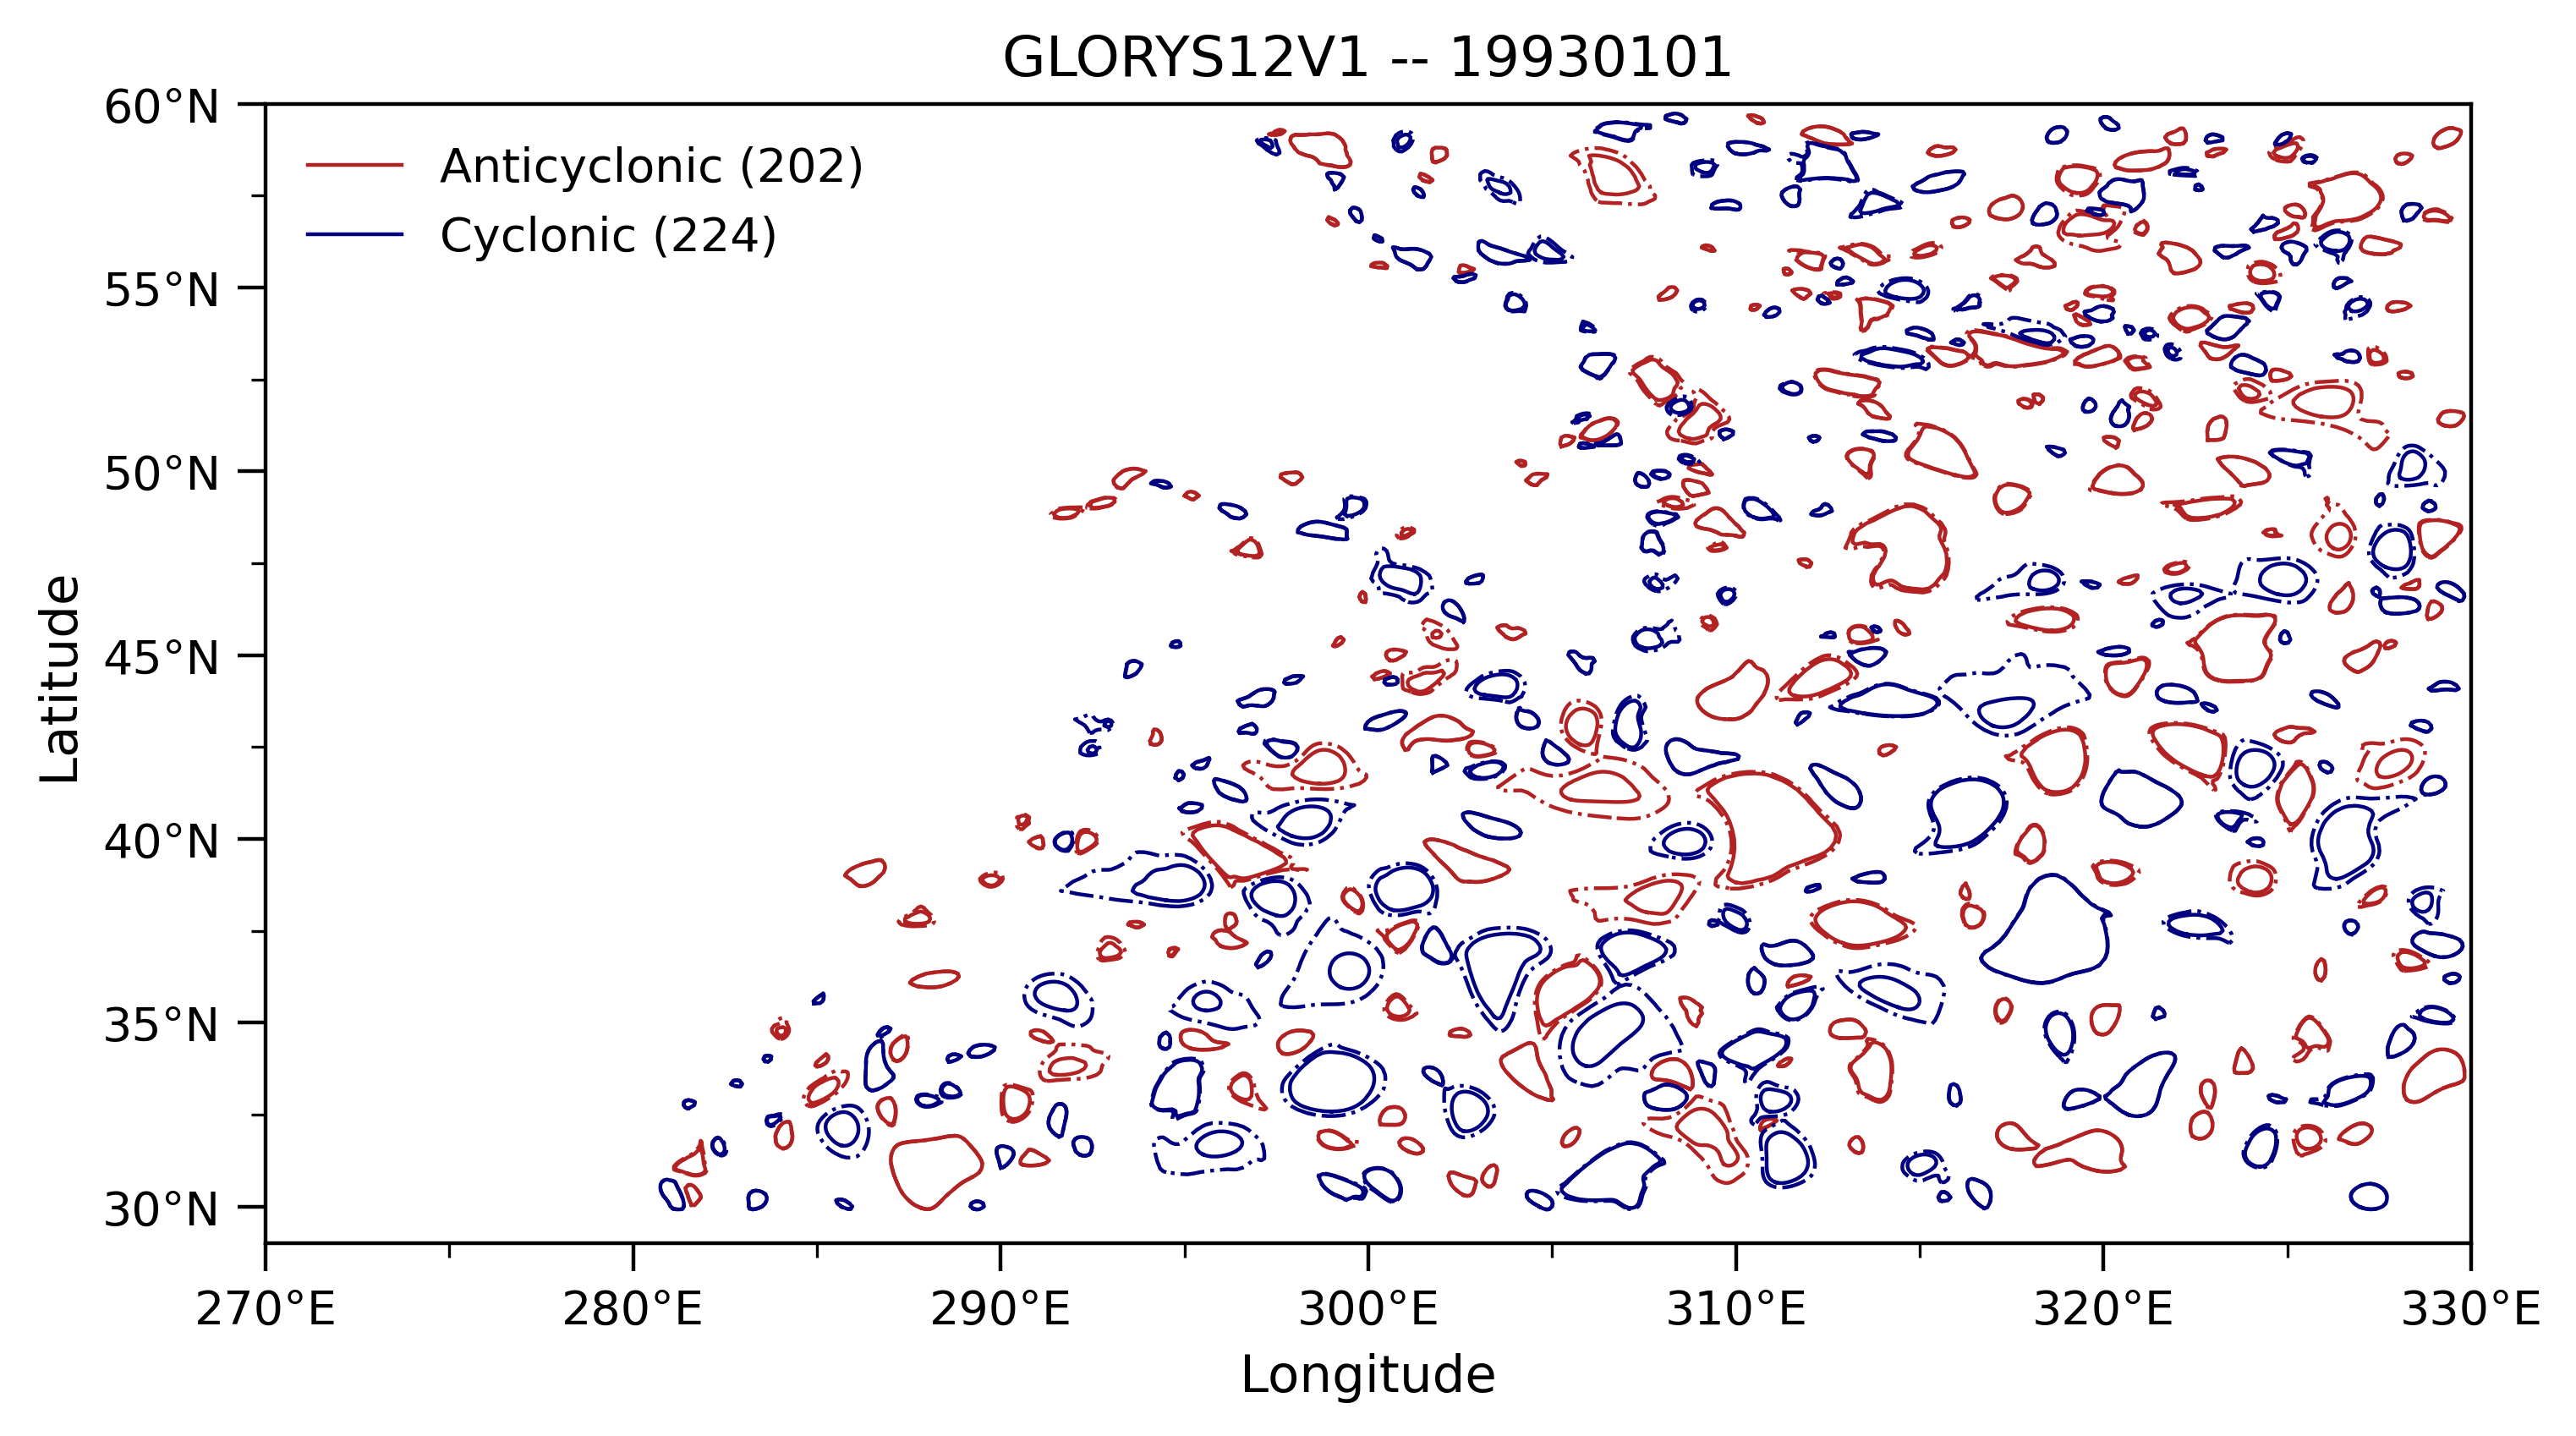 GLORYS12V1 -- 19930101
60°N
55°N
50°N
45°N
40°N
35°N
30°N
Latitude
Anticyclonic (202)
Cyclonic (224)
270°E
280°E
290°E
300°E
310°E
320°E
330°E
Longitude